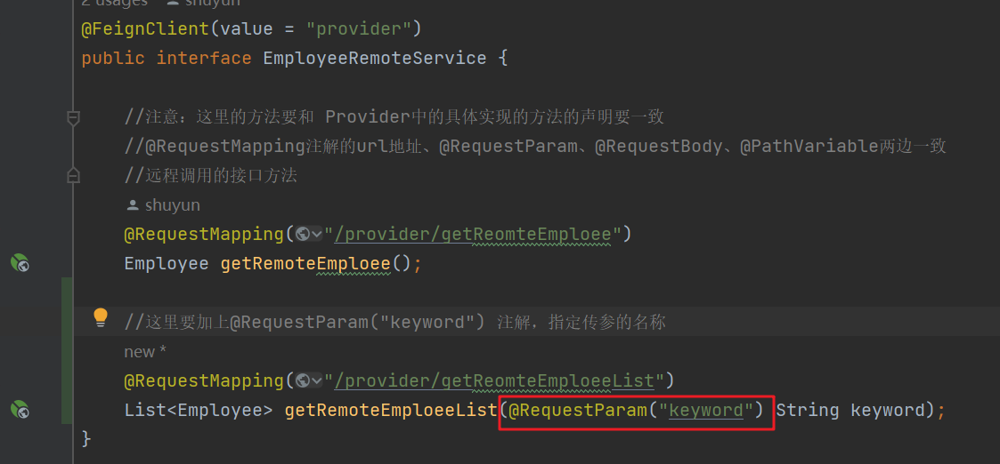 2 usages shuyun
@FeignClient(value = "provider")
public interface EmployeeRemoteService {
//注意：这里的方法要和 Provider中的具体实现的方法的声明要一致
//@RequestMapping注解的url地址、@RequestParam、@RequestBody、@PathVariable两边一致
//远程调用的接口方法
shuyun
@RequestMapping("/provider/getReomteEmploee")
Employee getRemoteEmploee();
//这里要加上@RequestParam("keyword") 注解，指定传参的名称
new *
@RequestMapping("/provider/getReomteEmploeeList")
List<Employee> getRemoteEmploeeList(@RequestParam("keyword") String keyword);
}